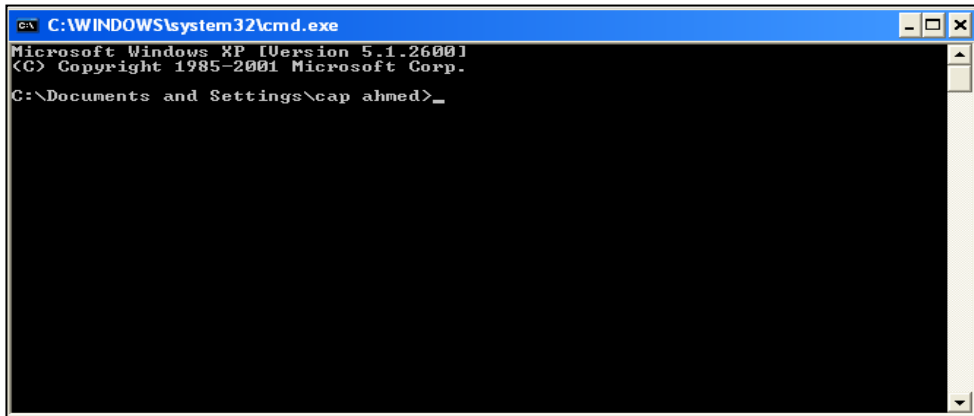 C:\WINDOWS\system32\cmd.exe
Microsoft Windows XP [Version 5.1.2600]
(C) Copyright 1985-2001 Microsoft Corp.
C:\Documents and Settings\cap ahmed>_